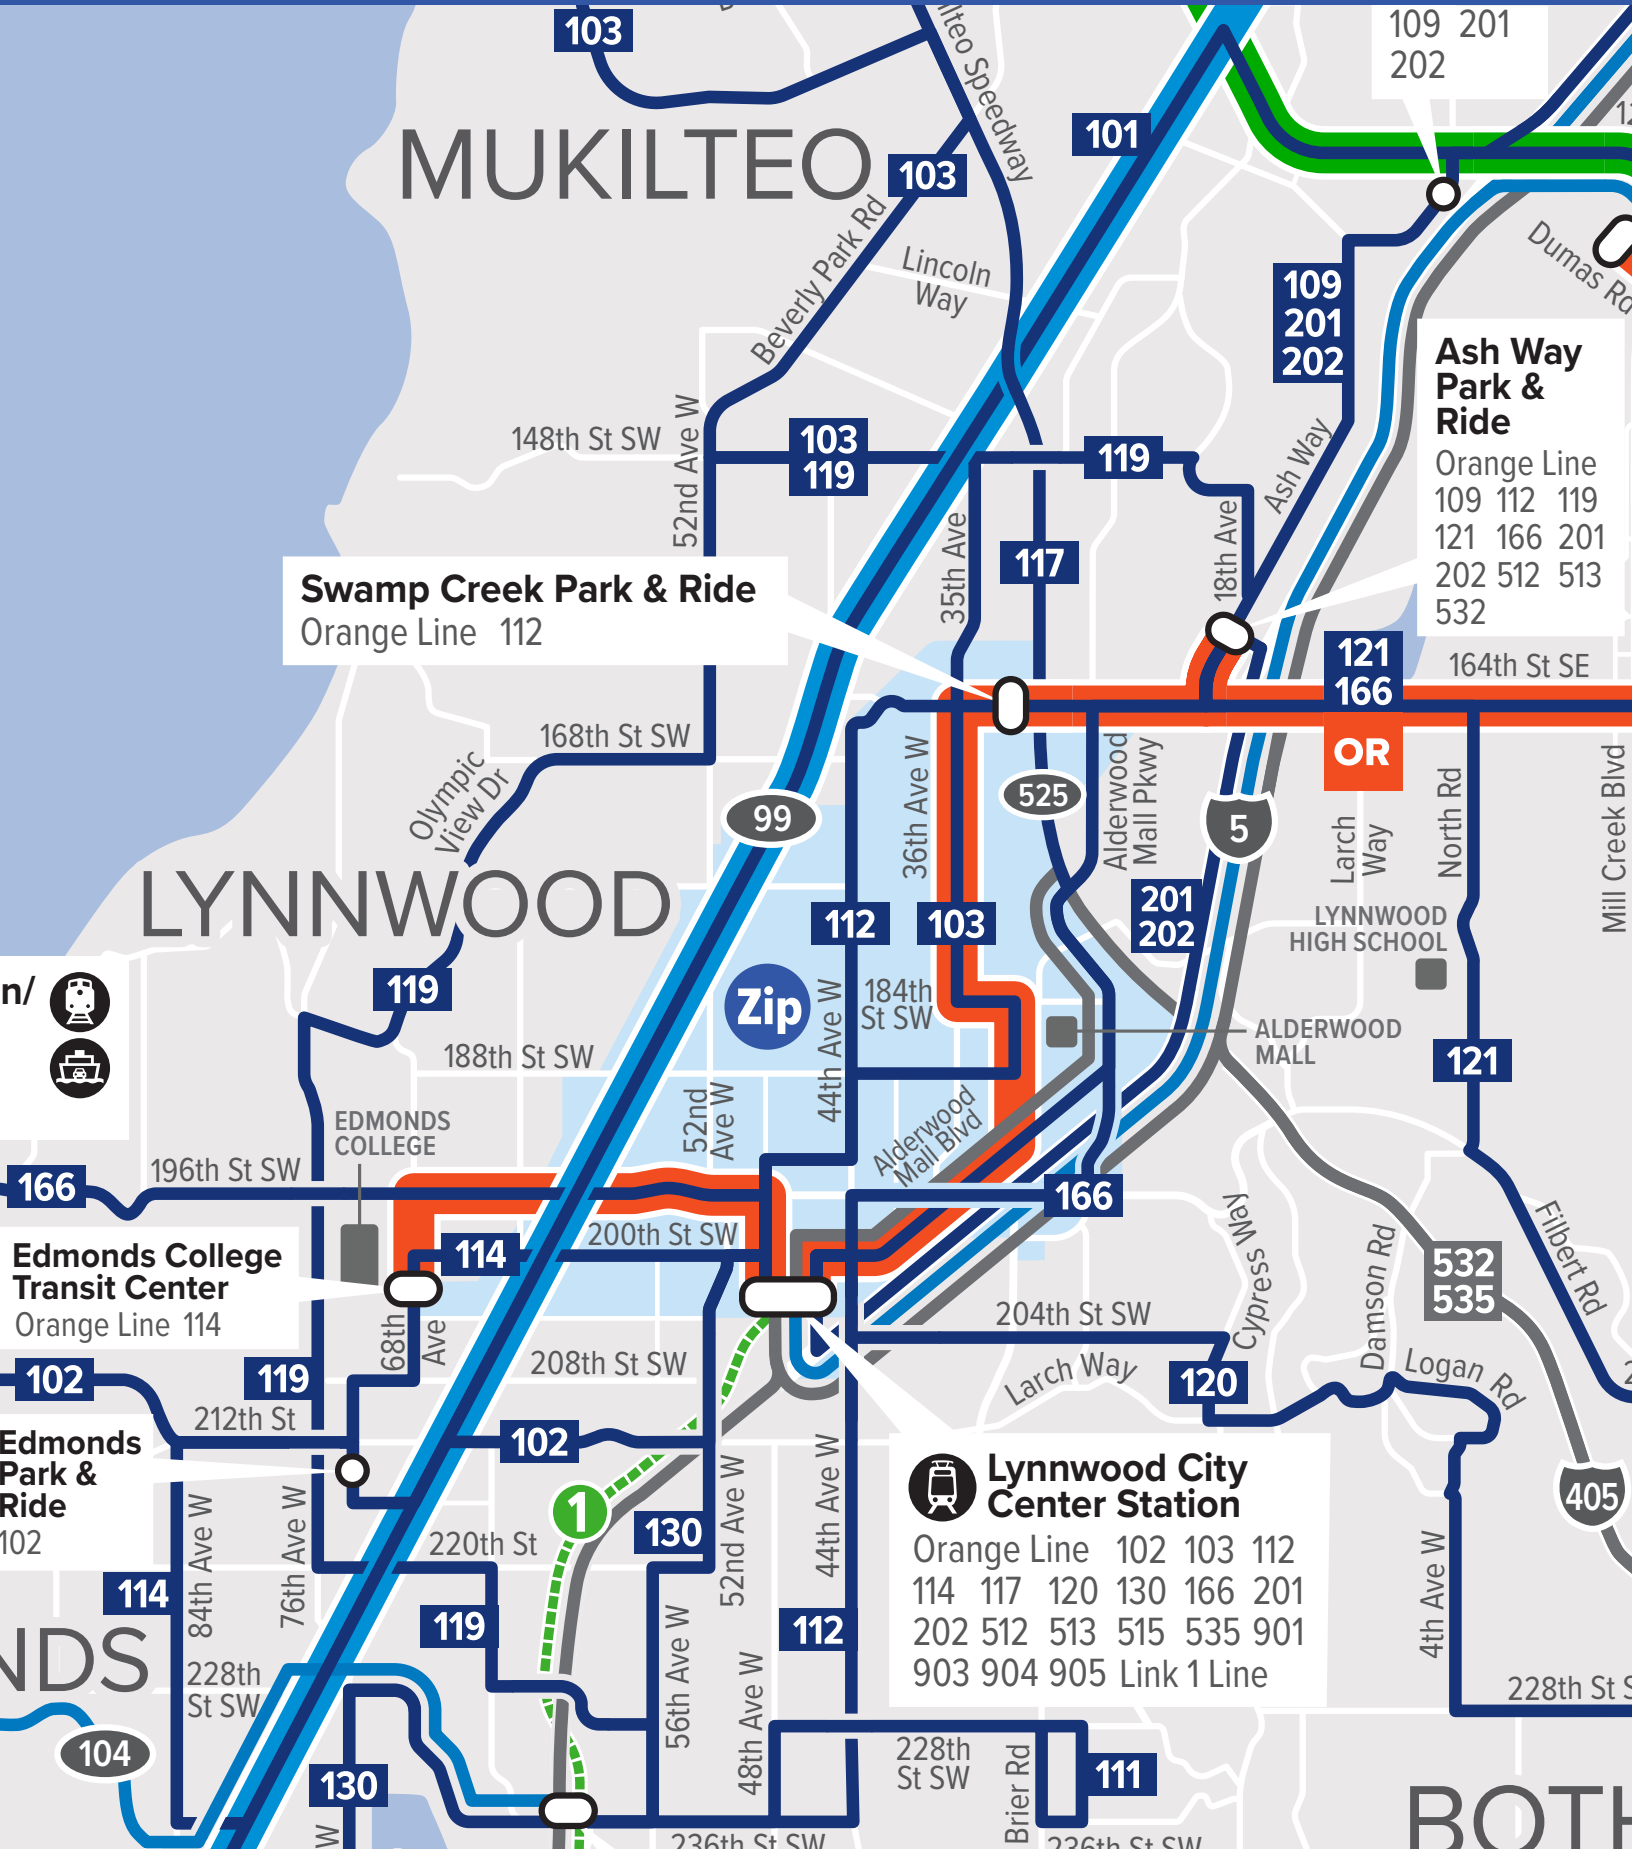 109 201
202
103
lteo Speedway
101
MUKILTEO
103
Beverly Park Rd
Lincoln
Way
109
201
202
Dumas Rd
Ash Way
Park &
Ride
Orange Line
109 112 119
121 166 201
202 512 513
532
148th St SW
52nd Ave W
103
119
119
Ash Way
18th Ave
35th Ave
117
Swamp Creek Park & Ride
Orange Line 112
121
166
OR
164th St SE
168th St SW
Olympic
View Dr
99
36th Ave W
525
Alderwood
Mall Pkwy
5
Larch
Way
North Rd
Mill Creek Blvd
LYNNWOOD
112
103
201
202
LYNNWOOD
HIGH SCHOOL
n/
119
Zip
44th Ave W
184th
St SW
ALDERWOOD
MALL
121
188th St SW
52nd
Ave W
Alderwood
Mall Blvd
EDMONDS
COLLEGE
166
196th St SW
166
Cypress Way
Filbert Rd
Edmonds College
Transit Center
Orange Line 114
114
200th St SW
532
535
Damson Rd
204th St SW
68th
Ave
102
119
208th St SW
Larch Way
120
Logan Rd
212th St
102
Edmonds
Park &
Ride
102
84th Ave W
76th Ave W
1
130
52nd Ave W
44th Ave W
Lynnwood City
Center Station
Orange Line 102 103 112
114 117 120 130 166 201
202 512 513 515 535 901
903 904 905 Link 1 Line
405
220th St
4th Ave W
114
119
112
NDS
228th
St SW
56th Ave W
48th Ave W
228th St S
104
130
228th
St SW
Brier Rd
111
W
236th St SW
236th St SW
BOTH